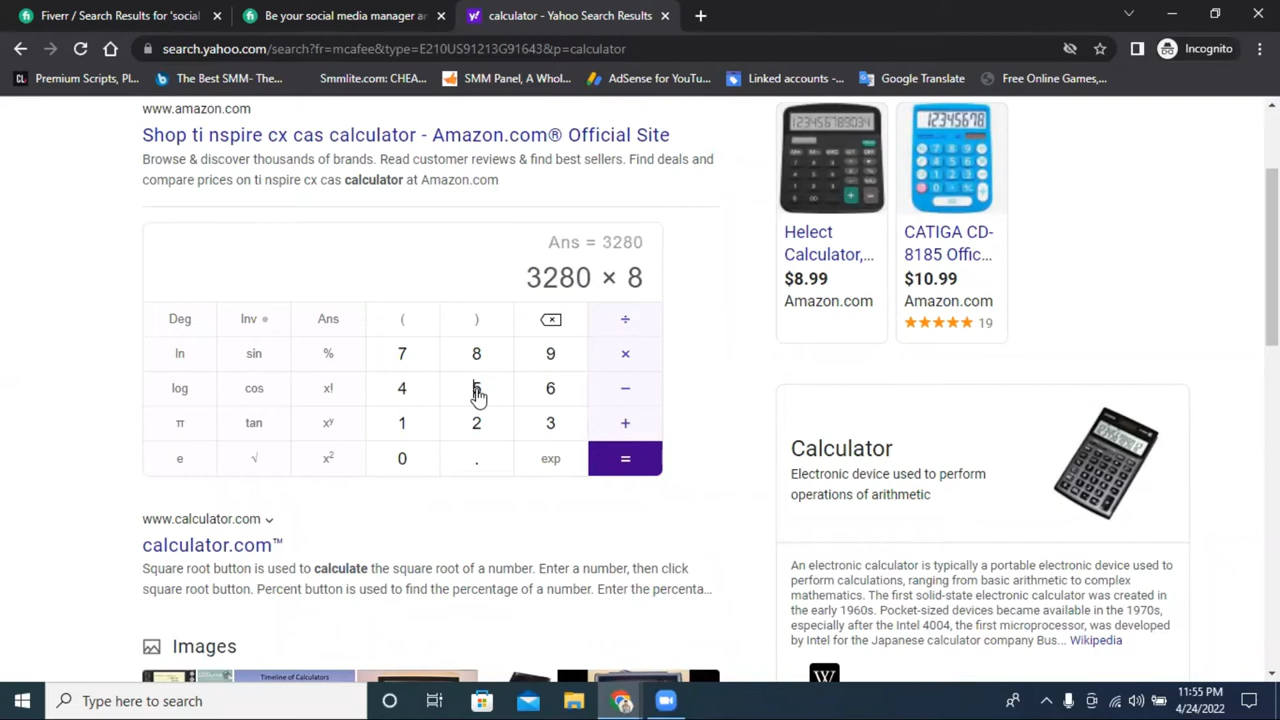 Fiverr / Search Results for 'social
Be your social media manager ar
calculator - Yahoo Search Results
search.yahoo.com/search?fr=mcafee&type=E210US91213G91643&p=calculator
Incognito
Premium Scripts, Pl...
The Best SMM- The...
Smmlite.com: CHEA...
SMM Panel, A Whol...
AdSense for YouTu...
Linked accounts -...
Google Translate
Free Online Games,...
www.amazon.com
Shop ti nspire cx cas calculator - Amazon.com® Official Site
Browse & discover thousands of brands. Read customer reviews & find best sellers. Find deals and
compare prices on ti nspire cx cas calculator at Amazon.com
Ans = 3280
3280 × 8
Deg Inv Ans ( ) ÷
ln sin % 7 8 9 ×
log cos x! 4 5 6 −
π tan xʸ 1 2 3 +
e √ x² 0 . exp =
www.calculator.com
calculator.com™
Square root button is used to calculate the square root of a number. Enter a number, then click
square root button. Percent button is used to find the percentage of a number. Enter the percenta...
Images
Timeline of Calculators
Helect
Calculator,...
$8.99
Amazon.com
CATIGA CD-
8185 Offic...
$10.99
Amazon.com
19
Calculator
Electronic device used to perform
operations of arithmetic
An electronic calculator is typically a portable electronic device used to
perform calculations, ranging from basic arithmetic to complex
mathematics. The first solid-state electronic calculator was created in
the early 1960s. Pocket-sized devices became available in the 1970s,
especially after the Intel 4004, the first microprocessor, was developed
by Intel for the Japanese calculator company Bus... Wikipedia
W
Type here to search
11:55 PM
4/24/2022